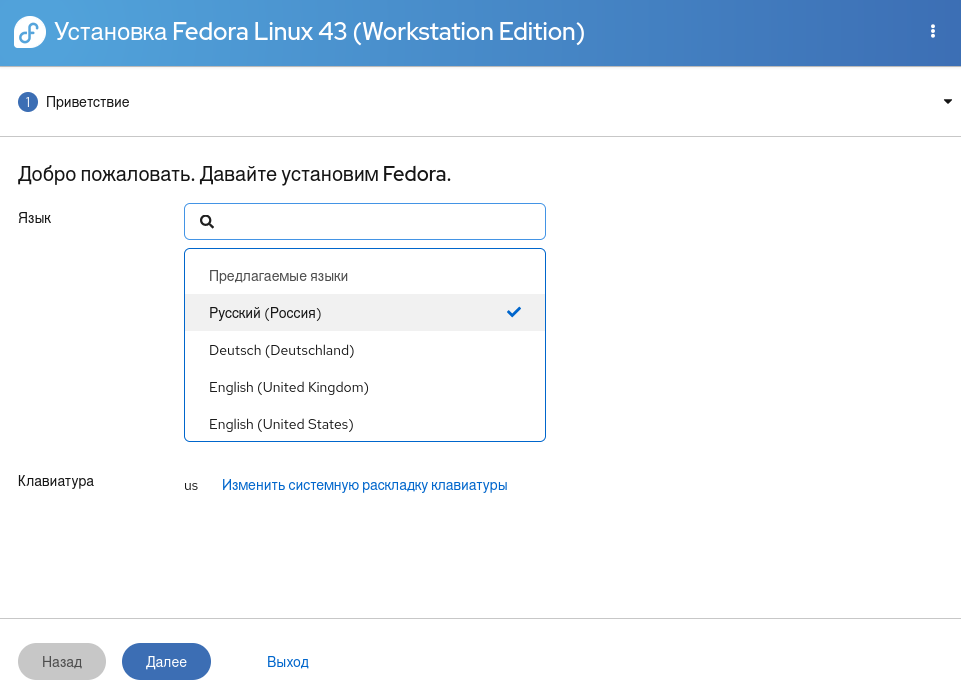 Установка Fedora Linux 43 (Workstation Edition)
1 Приветствие
Добро пожаловать. Давайте установим Fedora.
Язык
Предлагаемые языки
Русский (Россия)
Deutsch (Deutschland)
English (United Kingdom)
English (United States)
Клавиатура us Изменить системную раскладку клавиатуры
Назад Далее Выход